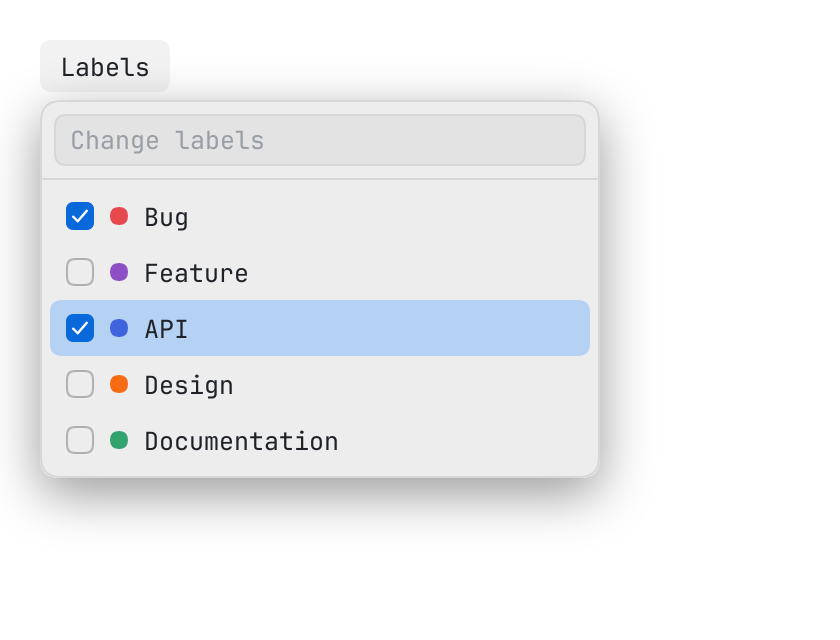 Labels
Change labels
Bug
Feature
API
Design
Documentation